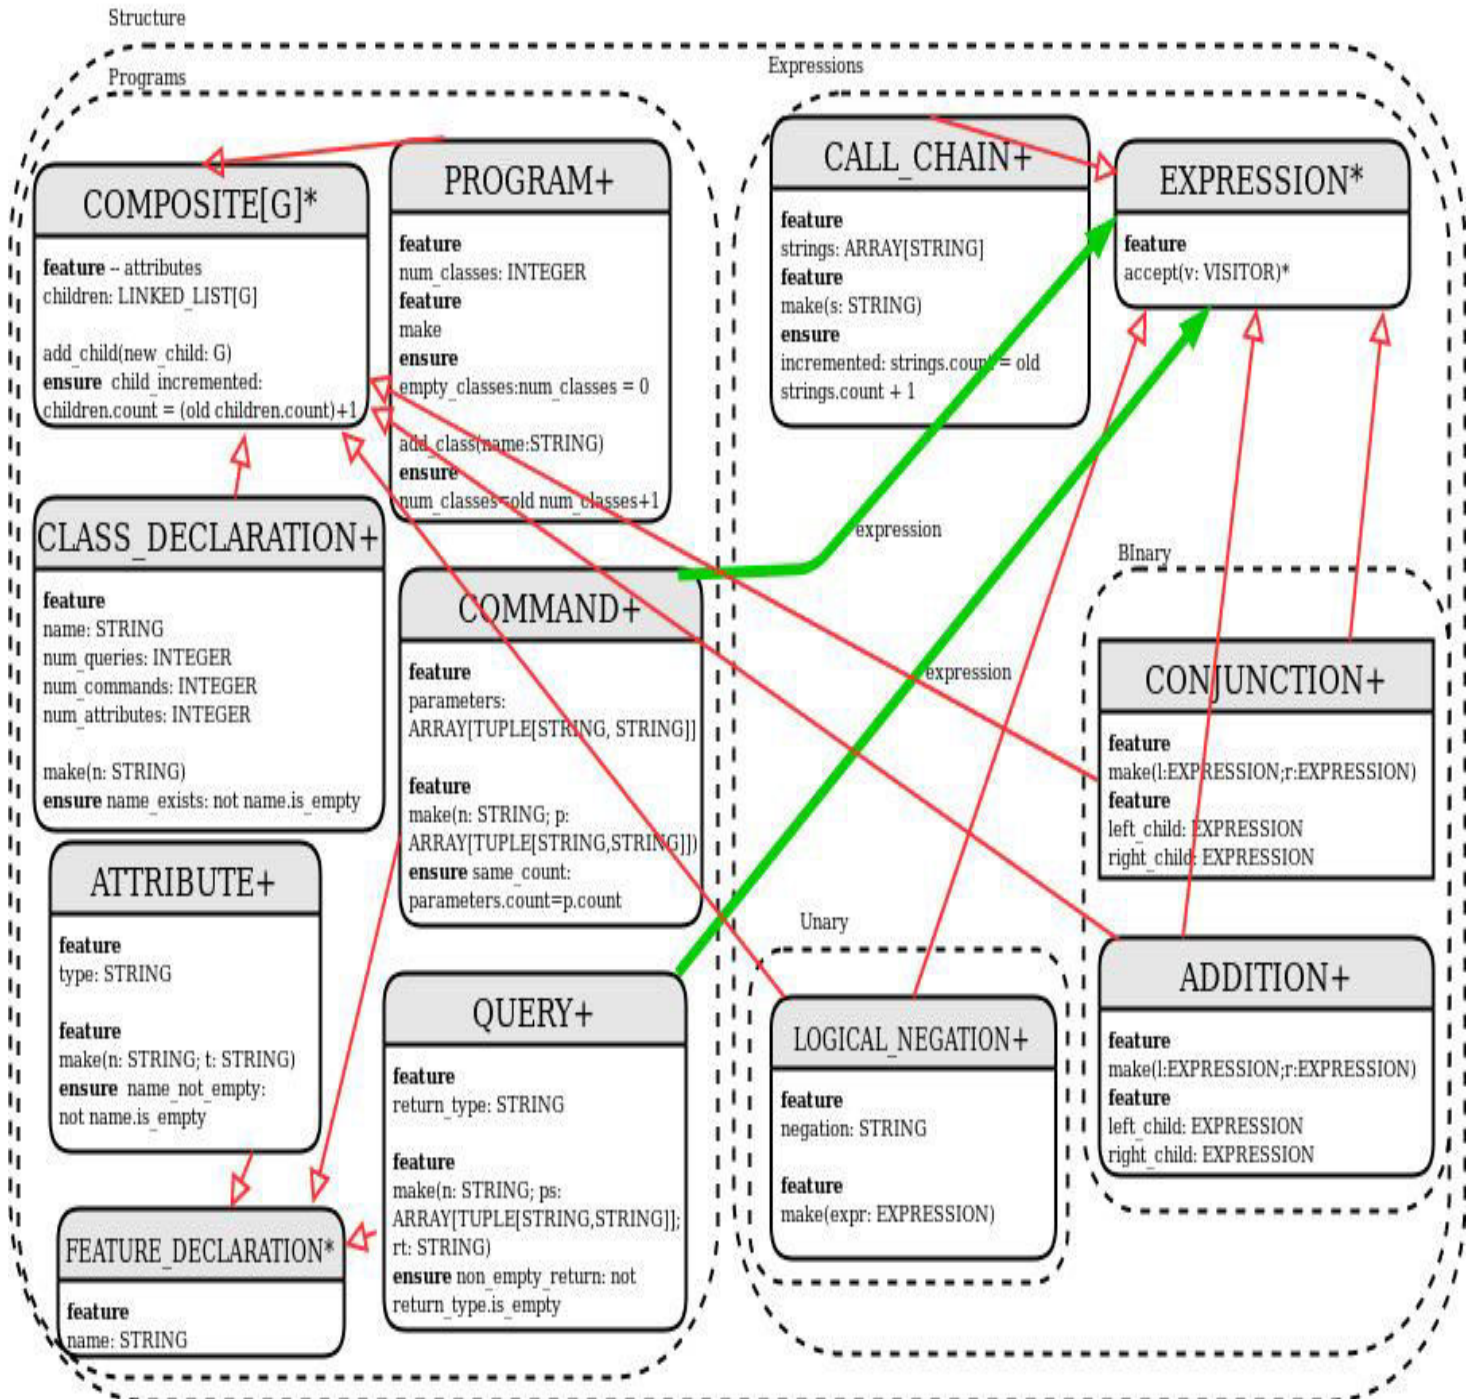 Structure
Programs
Expressions
COMPOSITE[G]*
feature -- attributes
children: LINKED_LIST[G]
add_child(new_child: G)
ensure child_incremented:
children.count = (old children.count)+1
PROGRAM+
feature
num_classes: INTEGER
feature
make
ensure
empty_classes:num_classes = 0
add_class(name:STRING)
ensure
num_classes=old num_classes+1
CALL_CHAIN+
feature
strings: ARRAY[STRING]
feature
make(s: STRING)
ensure
incremented: strings.count = old
strings.count + 1
EXPRESSION*
feature
accept(v: VISITOR)*
CLASS_DECLARATION+
feature
name: STRING
num_queries: INTEGER
num_commands: INTEGER
num_attributes: INTEGER
make(n: STRING)
ensure name_exists: not name.is_empty
COMMAND+
feature
parameters:
ARRAY[TUPLE[STRING, STRING]]
feature
make(n: STRING; p:
ARRAY[TUPLE[STRING,STRING]])
ensure same_count:
parameters.count=p.count
expression
expression
BInary
CONJUNCTION+
feature
make(l:EXPRESSION;r:EXPRESSION)
feature
left_child: EXPRESSION
right_child: EXPRESSION
ATTRIBUTE+
feature
type: STRING
feature
make(n: STRING; t: STRING)
ensure name_not_empty:
not name.is_empty
QUERY+
feature
return_type: STRING
feature
make(n: STRING; ps:
ARRAY[TUPLE[STRING,STRING]];
rt: STRING)
ensure non_empty_return: not
return_type.is_empty
Unary
LOGICAL_NEGATION+
feature
negation: STRING
feature
make(expr: EXPRESSION)
ADDITION+
feature
make(l:EXPRESSION;r:EXPRESSION)
feature
left_child: EXPRESSION
right_child: EXPRESSION
FEATURE_DECLARATION*
feature
name: STRING